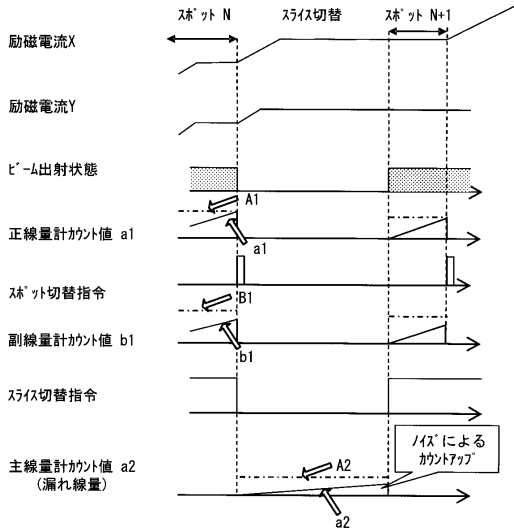 スポット N
スライス切替
スポット N+1
励磁電流X
励磁電流Y
ビーム出射状態
A1
正線量計カウント値 a1
a1
スポット切替指令
B1
副線量計カウント値 b1
b1
スライス切替指令
ノイズによる
カウントアップ
主線量計カウント値 a2
(漏れ線量)
A2
a2